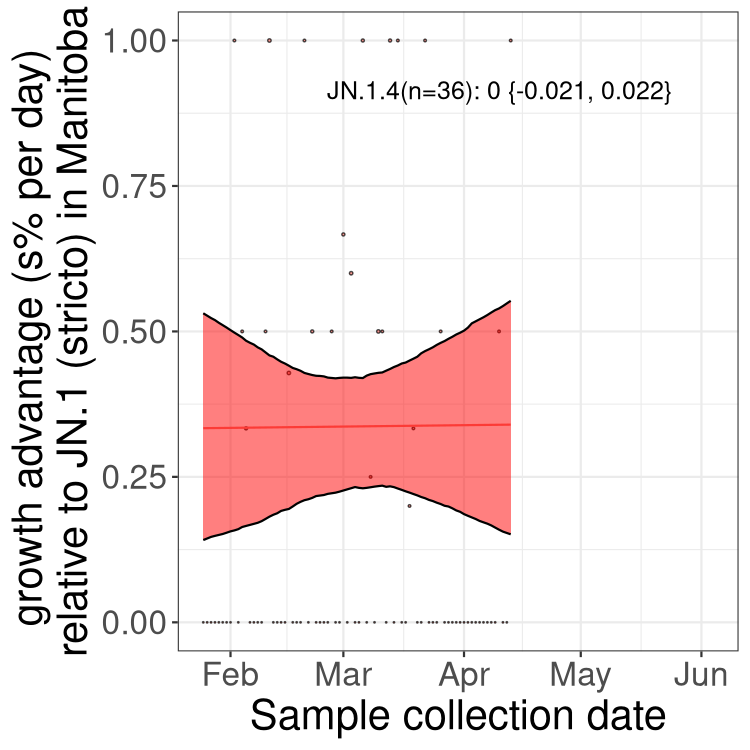 growth advantage (s% per day)
relative to JN.1 (stricto) in Manitoba
1.00
0.75
0.50
0.25
0.00
JN.1.4(n=36): 0 {-0.021, 0.022}
Feb Mar Apr May Jun
Sample collection date